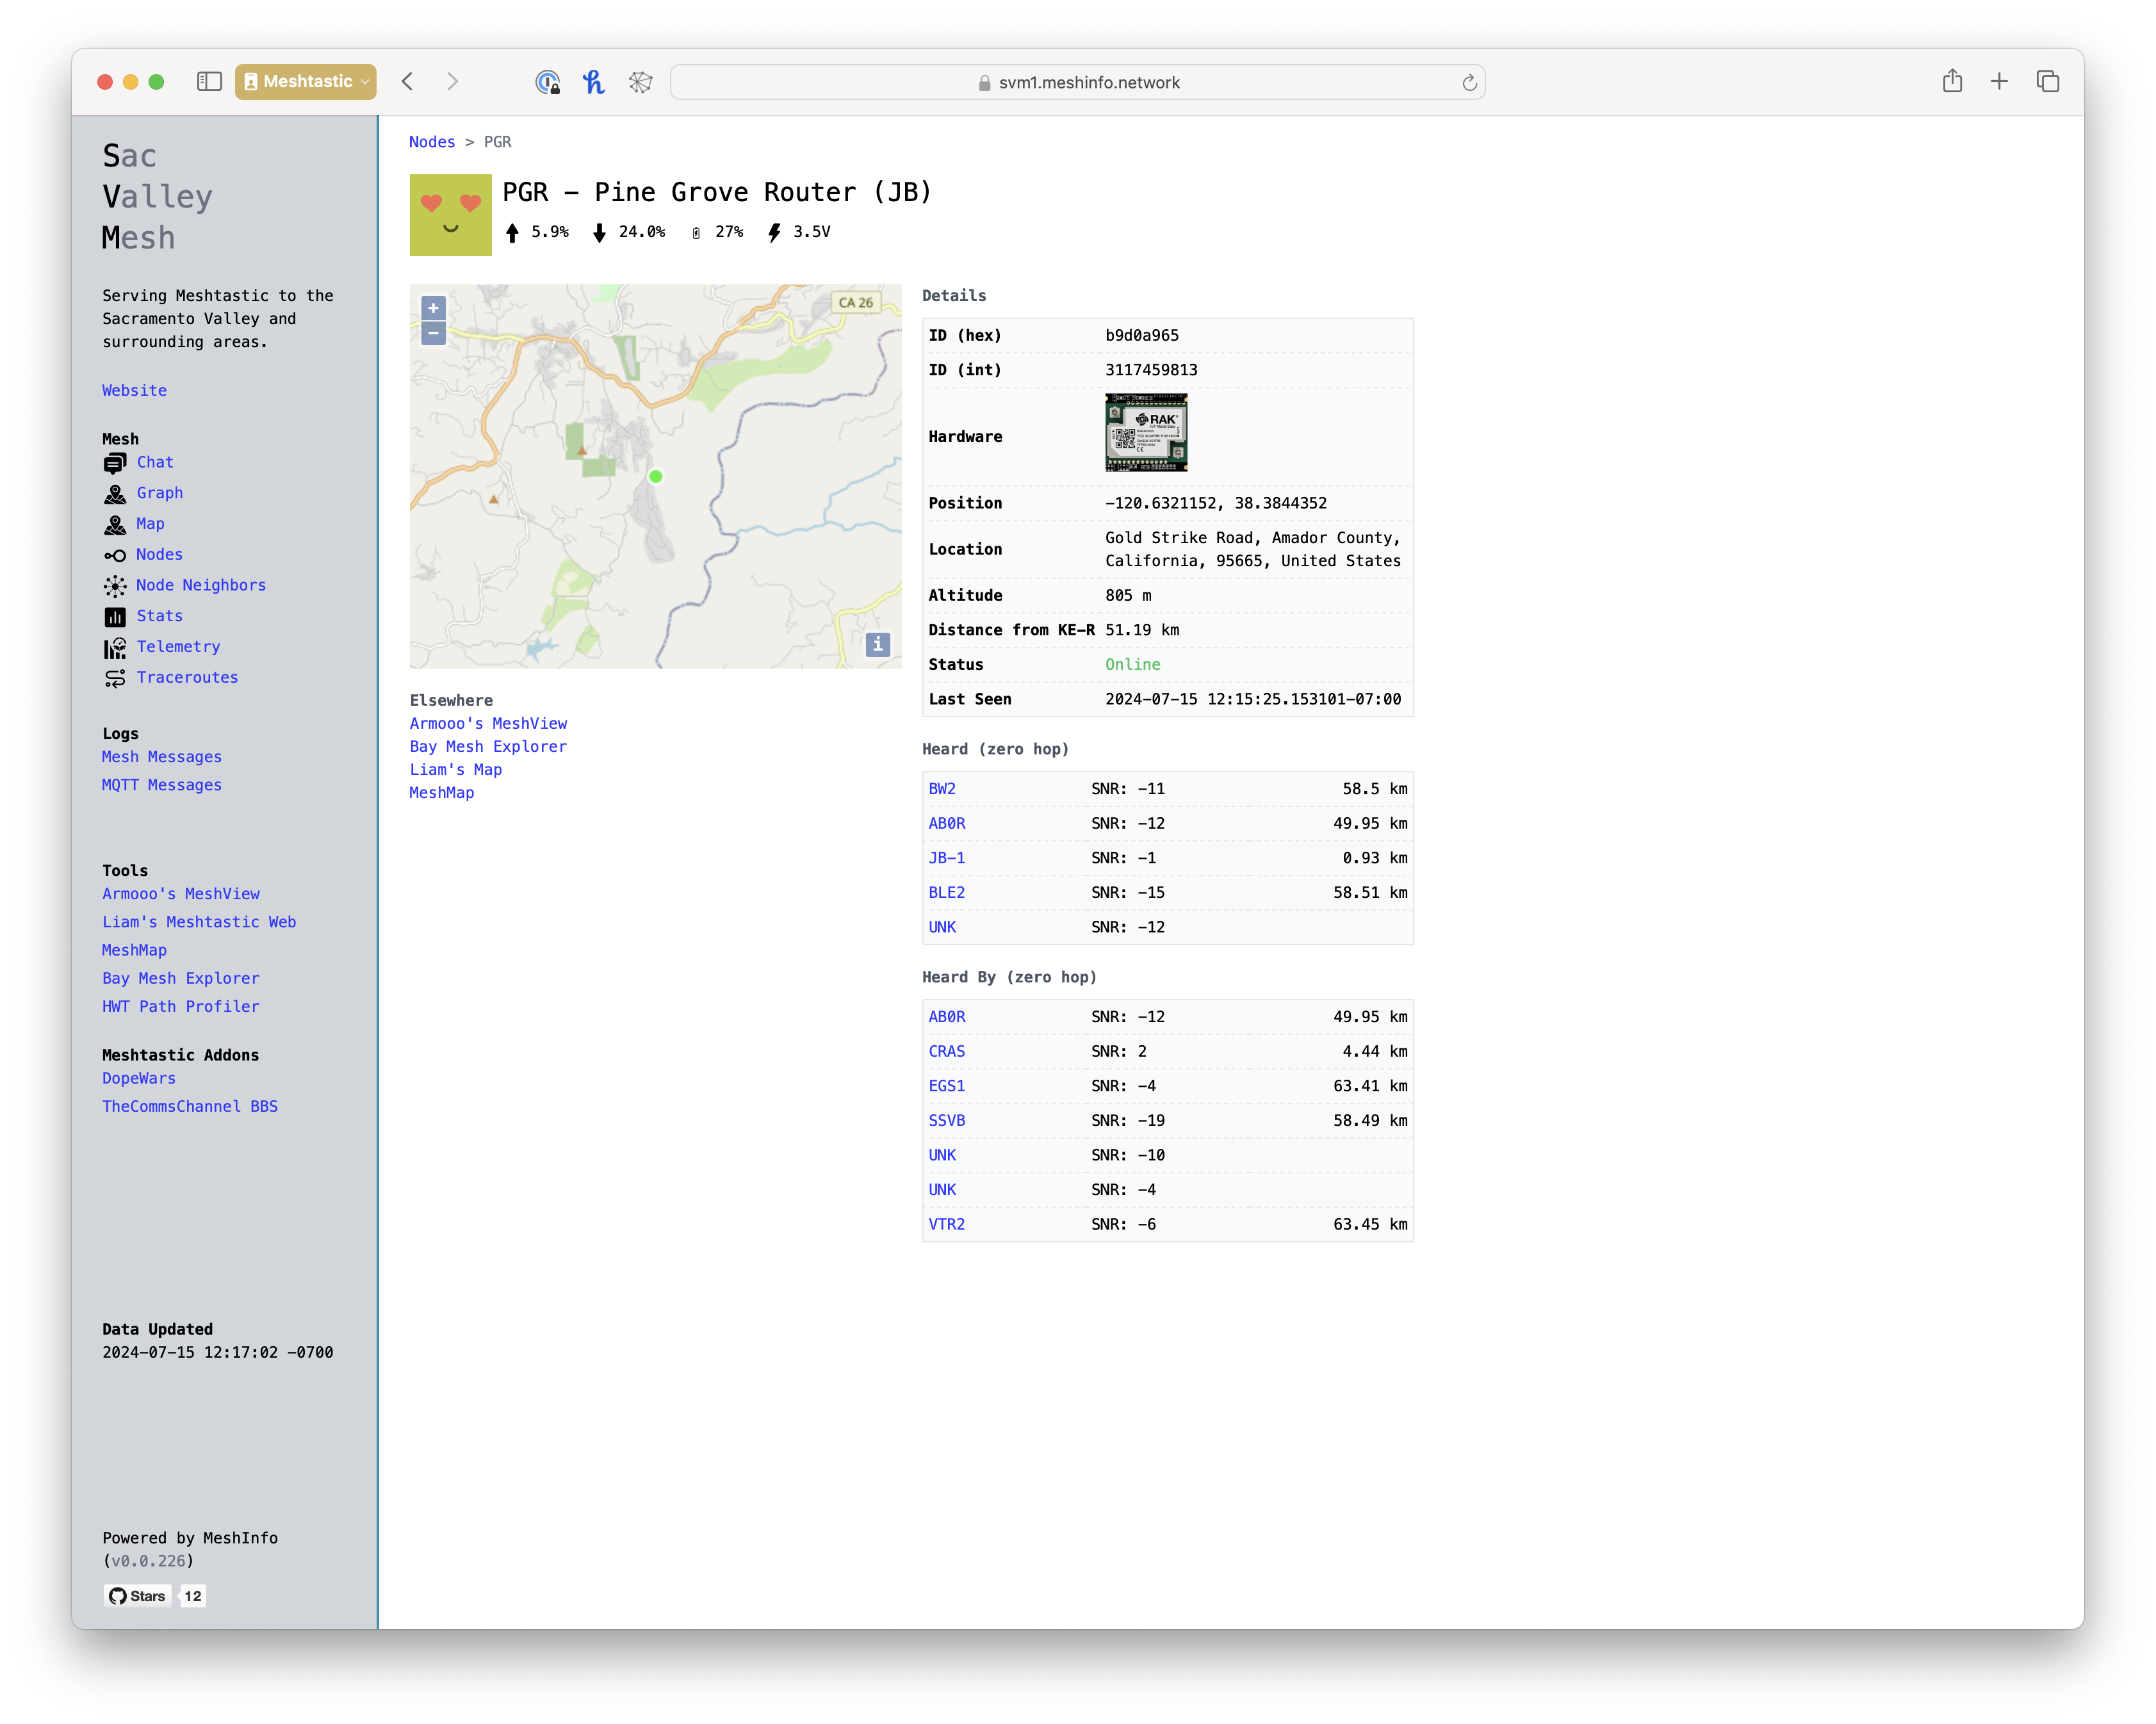 Meshtastic
svm1.meshinfo.network
Sac
Valley
Mesh
Serving Meshtastic to the
Sacramento Valley and
surrounding areas.
Website
Mesh
Chat
Graph
Map
Nodes
Node Neighbors
Stats
Telemetry
Traceroutes
Logs
Mesh Messages
MQTT Messages
Tools
Armooo's MeshView
Liam's Meshtastic Web
MeshMap
Bay Mesh Explorer
HWT Path Profiler
Meshtastic Addons
DopeWars
TheCommsChannel BBS
Data Updated
2024-07-15 12:17:02 -0700
Powered by MeshInfo
(v0.0.226)
Stars 12
Nodes > PGR
PGR - Pine Grove Router (JB)
5.9% 24.0% 27% 3.5V
+
CA 26
−
i
Elsewhere
Armooo's MeshView
Bay Mesh Explorer
Liam's Map
MeshMap
Details
ID (hex) b9d0a965
ID (int) 3117459813
Hardware
RAK
Position -120.6321152, 38.3844352
Location Gold Strike Road, Amador County,
California, 95665, United States
Altitude 805 m
Distance from KE-R 51.19 km
Status Online
Last Seen 2024-07-15 12:15:25.153101-07:00
Heard (zero hop)
BW2 SNR: -11 58.5 km
AB0R SNR: -12 49.95 km
JB-1 SNR: -1 0.93 km
BLE2 SNR: -15 58.51 km
UNK SNR: -12
Heard By (zero hop)
AB0R SNR: -12 49.95 km
CRAS SNR: 2 4.44 km
EGS1 SNR: -4 63.41 km
SSVB SNR: -19 58.49 km
UNK SNR: -10
UNK SNR: -4
VTR2 SNR: -6 63.45 km